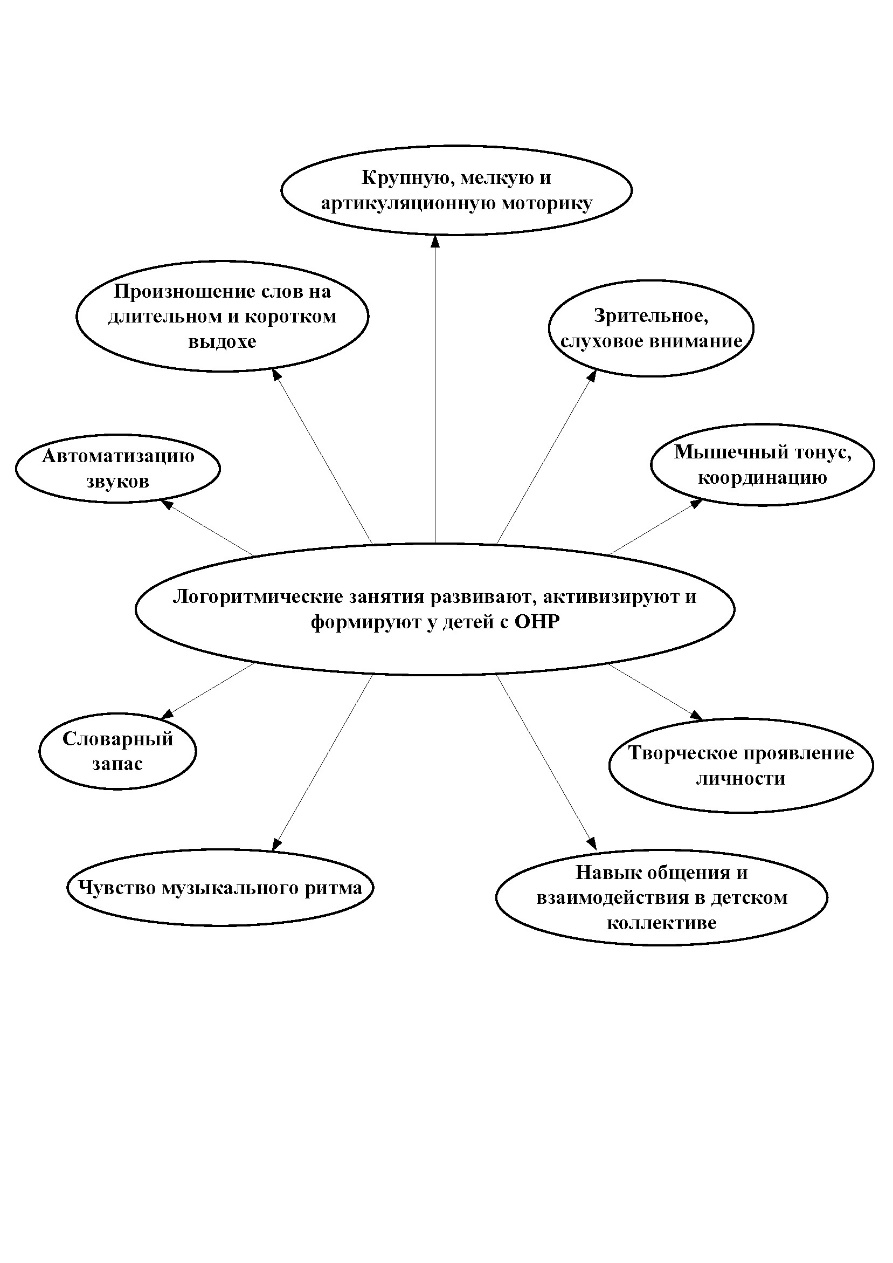 Крупную, мелкую и
артикуляционную моторику
Произношение слов на
длительном и коротком
выдохе
Зрительное,
слуховое внимание
Автоматизацию
звуков
Мышечный тонус,
координацию
Логоритмические занятия развивают, активизируют и
формируют у детей с ОНР
Словарный
запас
Творческое проявление
личности
Чувство музыкального ритма
Навык общения и
взаимодействия в детском
коллективе